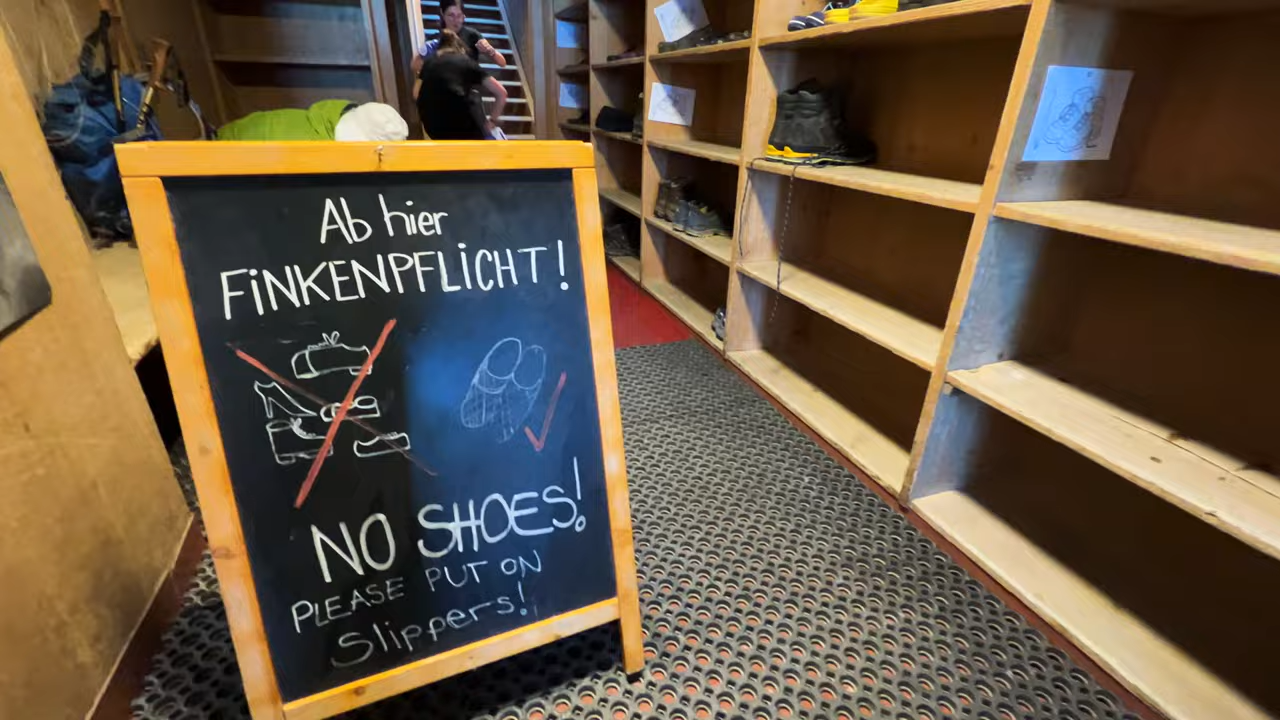 Ab hier
FiNKENPFLiCHT!
NO SHOES!
PLEASE PUT ON
Slippers!